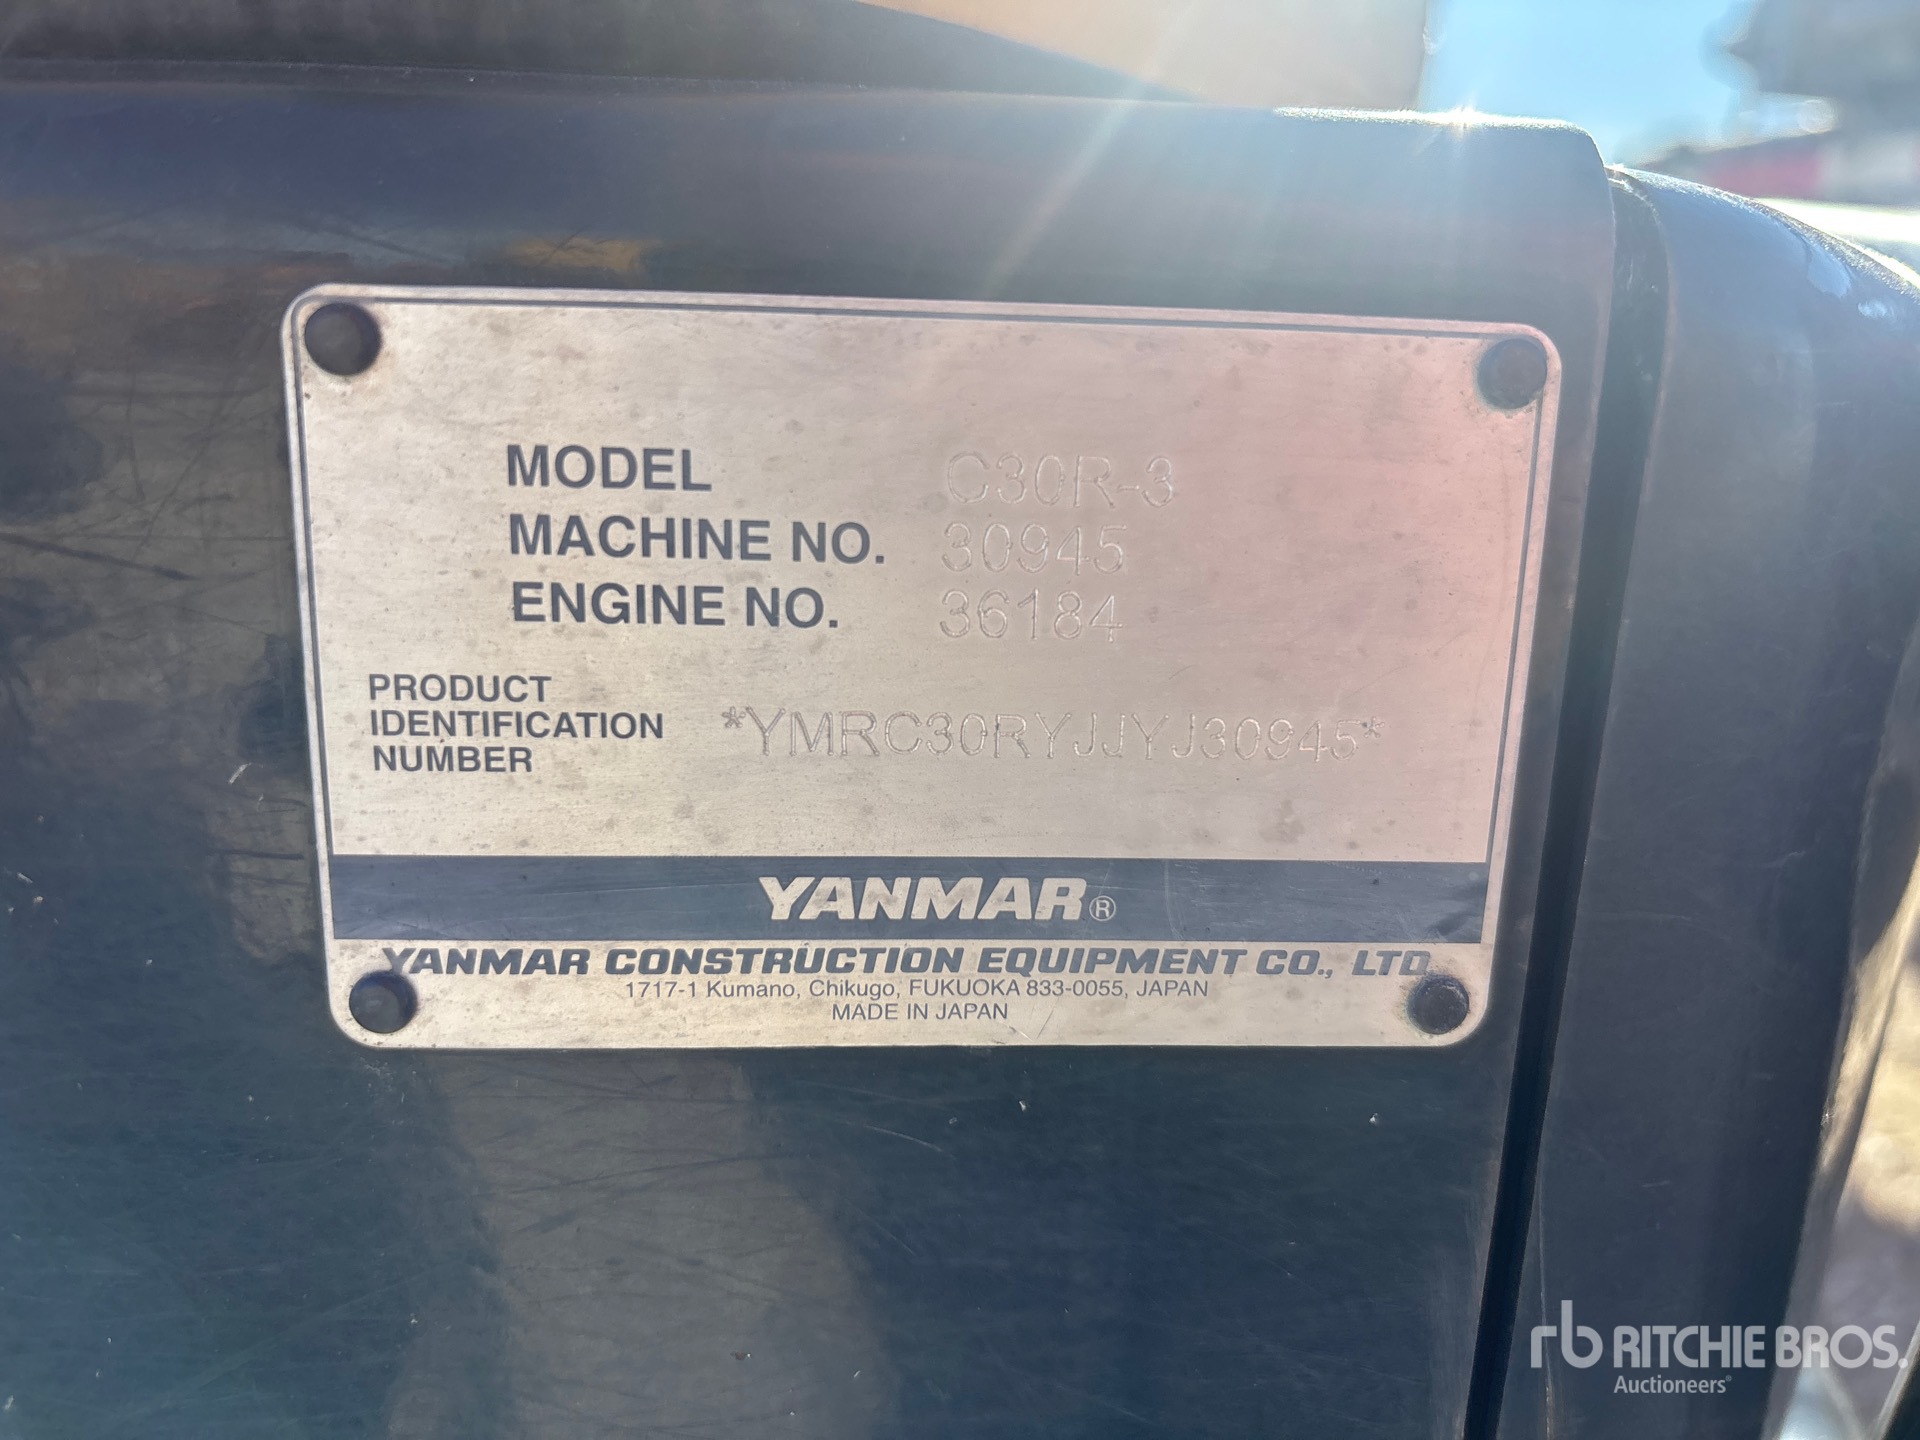 MODEL C30R-3
MACHINE NO. 30945
ENGINE NO. 36184
PRODUCT
IDENTIFICATION
NUMBER
*YMRC30RYJJYJ30945*
YANMAR®
YANMAR CONSTRUCTION EQUIPMENT CO., LTD.
1717-1 Kumano, Chikugo, FUKUOKA 833-0055, JAPAN
MADE IN JAPAN
rb RITCHIE BROS.
Auctioneers®